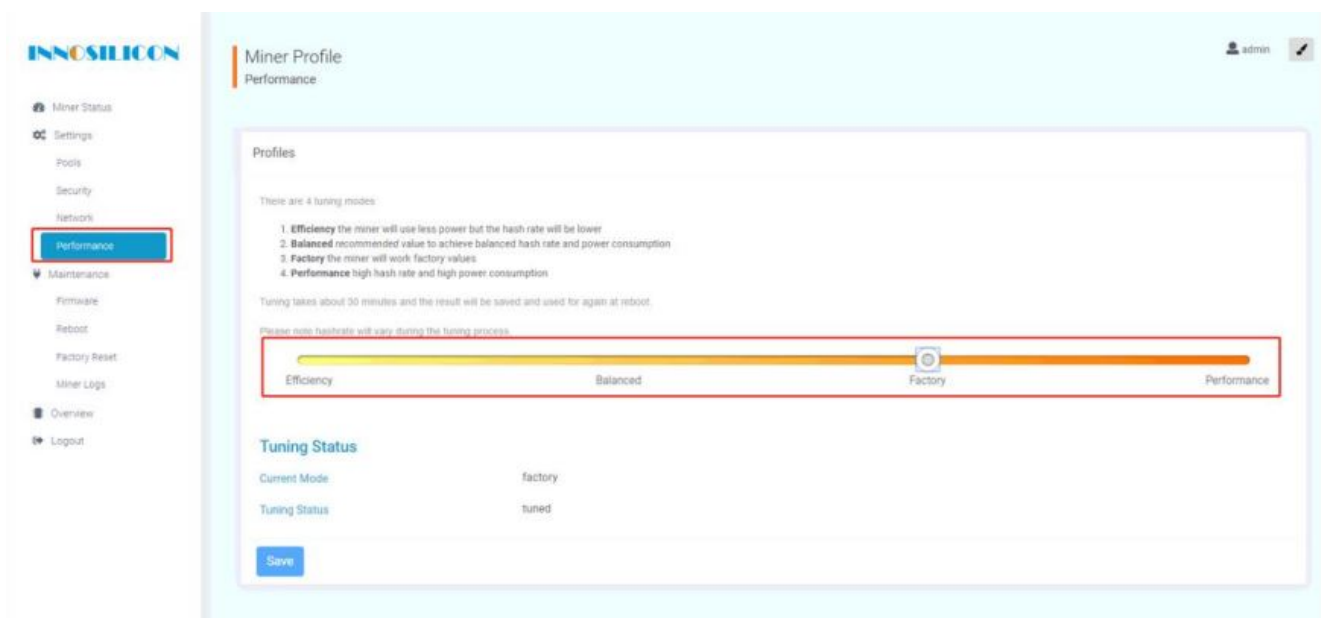 INNOSILICON
Miner Status
Settings
Pools
Security
Network
Performance
Maintenance
Firmware
Reboot
Factory Reset
Miner Logs
Overview
Logout
Miner Profile
Performance
admin
Profiles
There are 4 tuning modes
1. Efficiency the miner will use less power but the hash rate will be lower
2. Balanced recommended value to achieve balanced hash rate and power consumption
3. Factory the miner will work factory values
4. Performance high hash rate and high power consumption
Tuning takes about 30 minutes and the result will be saved and used for again at reboot.
Please note hashrate will vary during the tuning process.
Efficiency Balanced Factory Performance
Tuning Status
Current Mode factory
Tuning Status tuned
Save